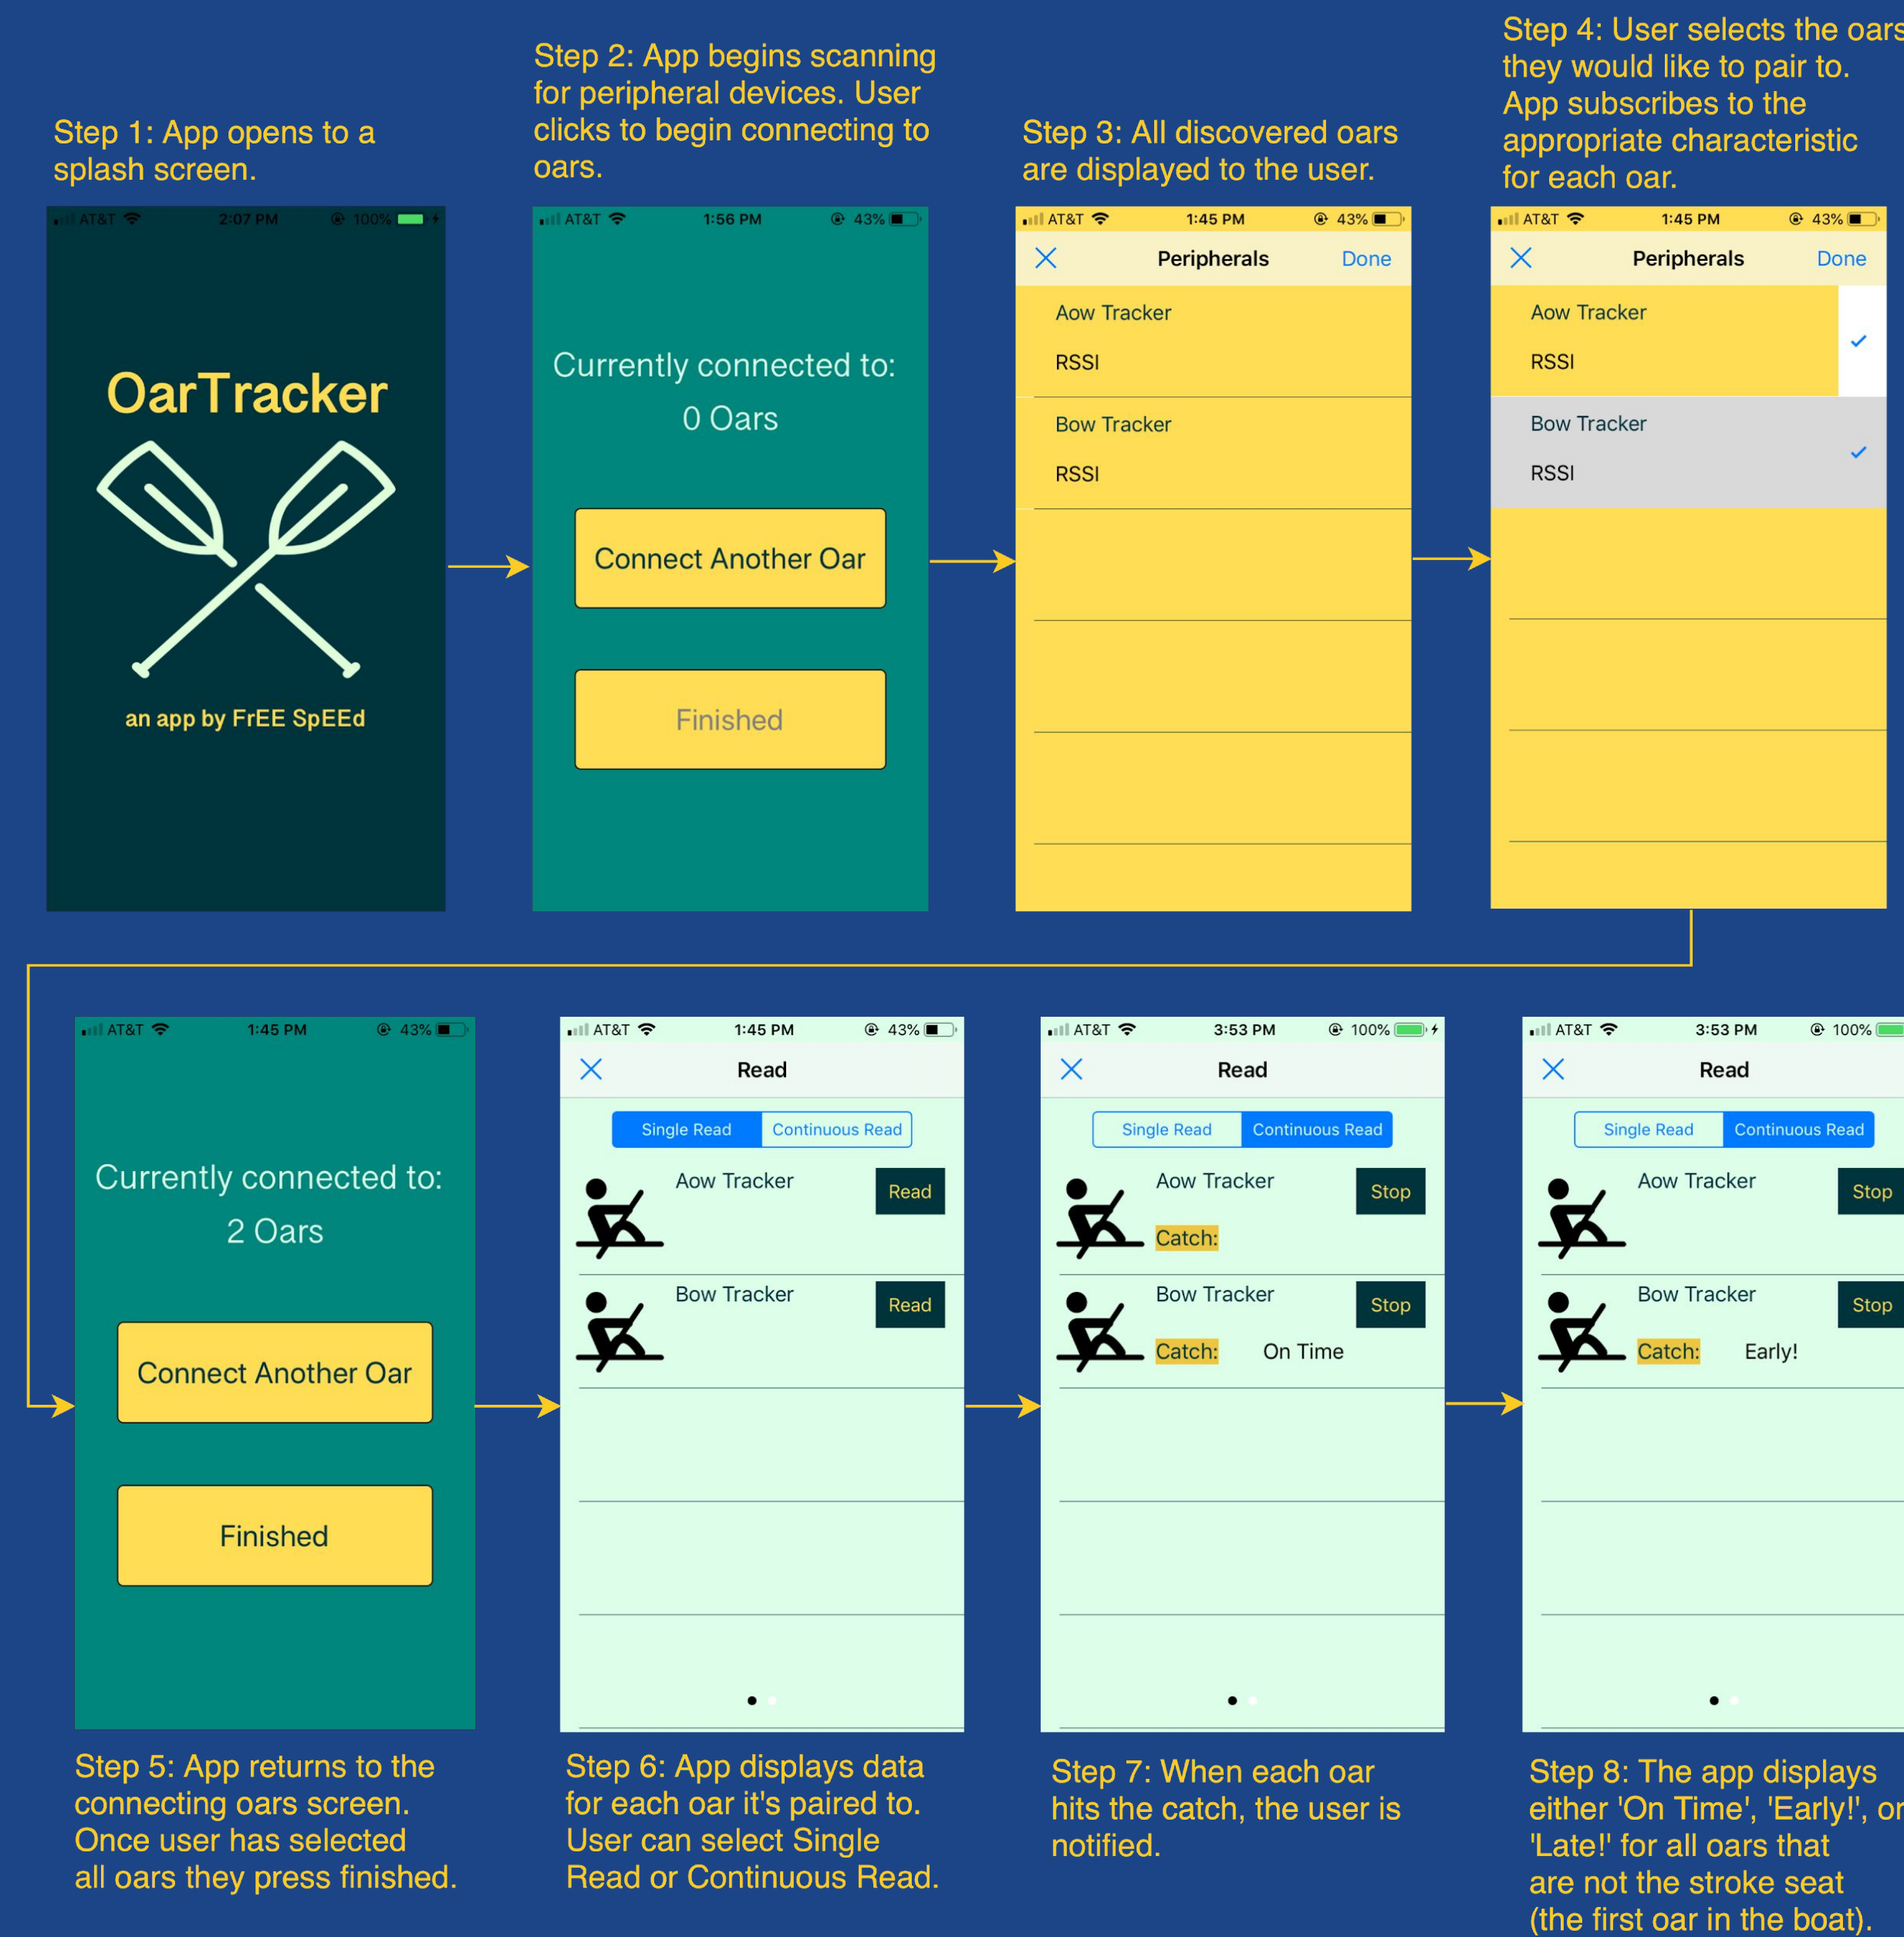 Step 1: App opens to a
splash screen.
Step 2: App begins scanning
for peripheral devices. User
clicks to begin connecting to
oars.
Step 3: All discovered oars
are displayed to the user.
Step 4: User selects the oars
they would like to pair to.
App subscribes to the
appropriate characteristic
for each oar.
AT&T 2:07 PM 100%
OarTracker
an app by FrEE SpEEd
AT&T 1:56 PM 43%
Currently connected to:
0 Oars
Connect Another Oar
Finished
AT&T 1:45 PM 43%
Peripherals Done
Aow Tracker
RSSI
Bow Tracker
RSSI
AT&T 1:45 PM 43%
Peripherals Done
Aow Tracker
RSSI
Bow Tracker
RSSI
AT&T 1:45 PM 43%
Currently connected to:
2 Oars
Connect Another Oar
Finished
AT&T 1:45 PM 43%
Read
Single Read Continuous Read
Aow Tracker Read
Bow Tracker Read
AT&T 3:53 PM 100%
Read
Single Read Continuous Read
Aow Tracker Stop
Catch:
Bow Tracker Stop
Catch: On Time
AT&T 3:53 PM 100%
Read
Single Read Continuous Read
Aow Tracker Stop
Bow Tracker Stop
Catch: Early!
Step 5: App returns to the
connecting oars screen.
Once user has selected
all oars they press finished.
Step 6: App displays data
for each oar it's paired to.
User can select Single
Read or Continuous Read.
Step 7: When each oar
hits the catch, the user is
notified.
Step 8: The app displays
either 'On Time', 'Early!', or
'Late!' for all oars that
are not the stroke seat
(the first oar in the boat).